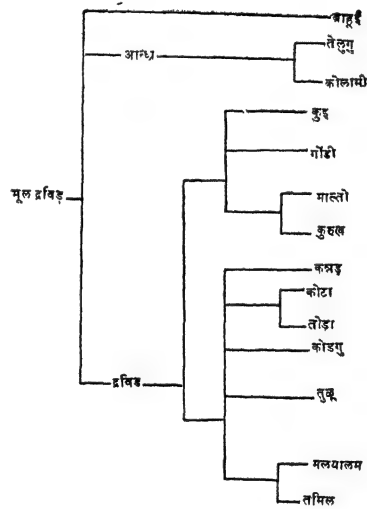 ब्राहूई
तेलुगु
आन्ध्र
कोलामी
कुइ
गोंडी
माल्तो
मूल द्रविड़
कुरुख
कन्नड़
कोटा
तोड़ा
कोडगु
द्रविड
तुळू
मलयालम
तमिल